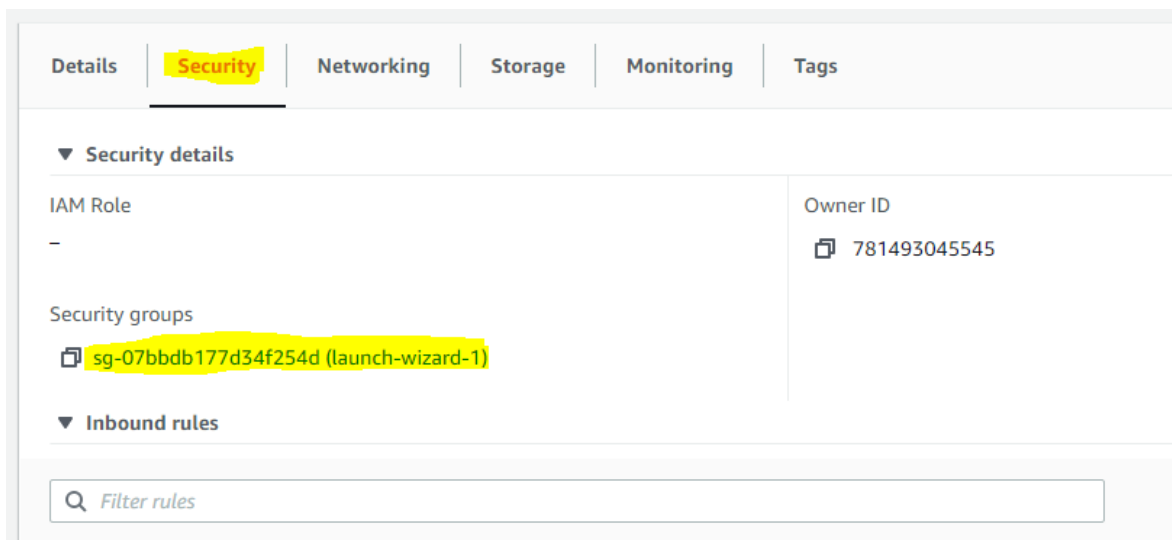 Details Security Networking Storage Monitoring Tags
Security details
IAM Role
–
Owner ID
781493045545
Security groups
sg-07bbdb177d34f254d (launch-wizard-1)
Inbound rules
Filter rules